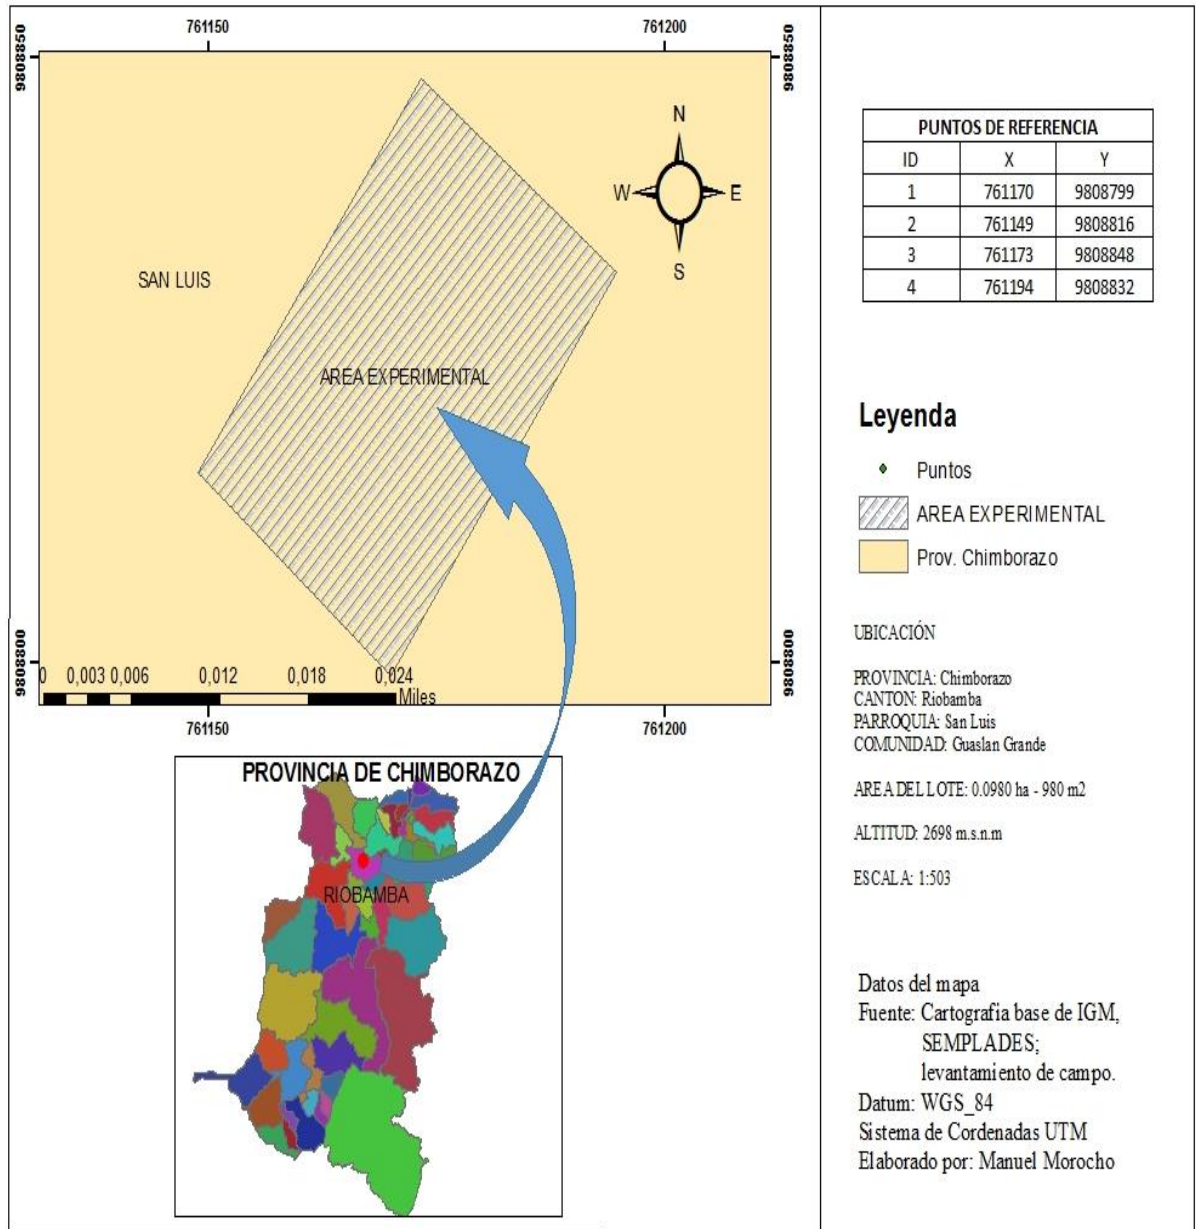 761150 761200
9808850 9808850
N
W E
S
SAN LUIS
AREA EXPERIMENTAL
9808800 9808800
0 0,003 0,006 0,012 0,018 0,024
Miles
761150 761200
PROVINCIA DE CHIMBORAZO
RIOBAMBA
PUNTOS DE REFERENCIA
ID X Y
1 761170 9808799
2 761149 9808816
3 761173 9808848
4 761194 9808832
Leyenda
Puntos
AREA EXPERIMENTAL
Prov. Chimborazo
UBICACIÓN
PROVINCIA: Chimborazo
CANTON: Riobamba
PARROQUIA: San Luis
COMUNIDAD: Guaslan Grande
AREA DEL LOTE: 0.0980 ha - 980 m2
ALTITUD: 2698 m.s.n.m
ESCALA: 1:503
Datos del mapa
Fuente: Cartografia base de IGM,
SEMPLADES;
levantamiento de campo.
Datum: WGS_84
Sistema de Cordenadas UTM
Elaborado por: Manuel Morocho